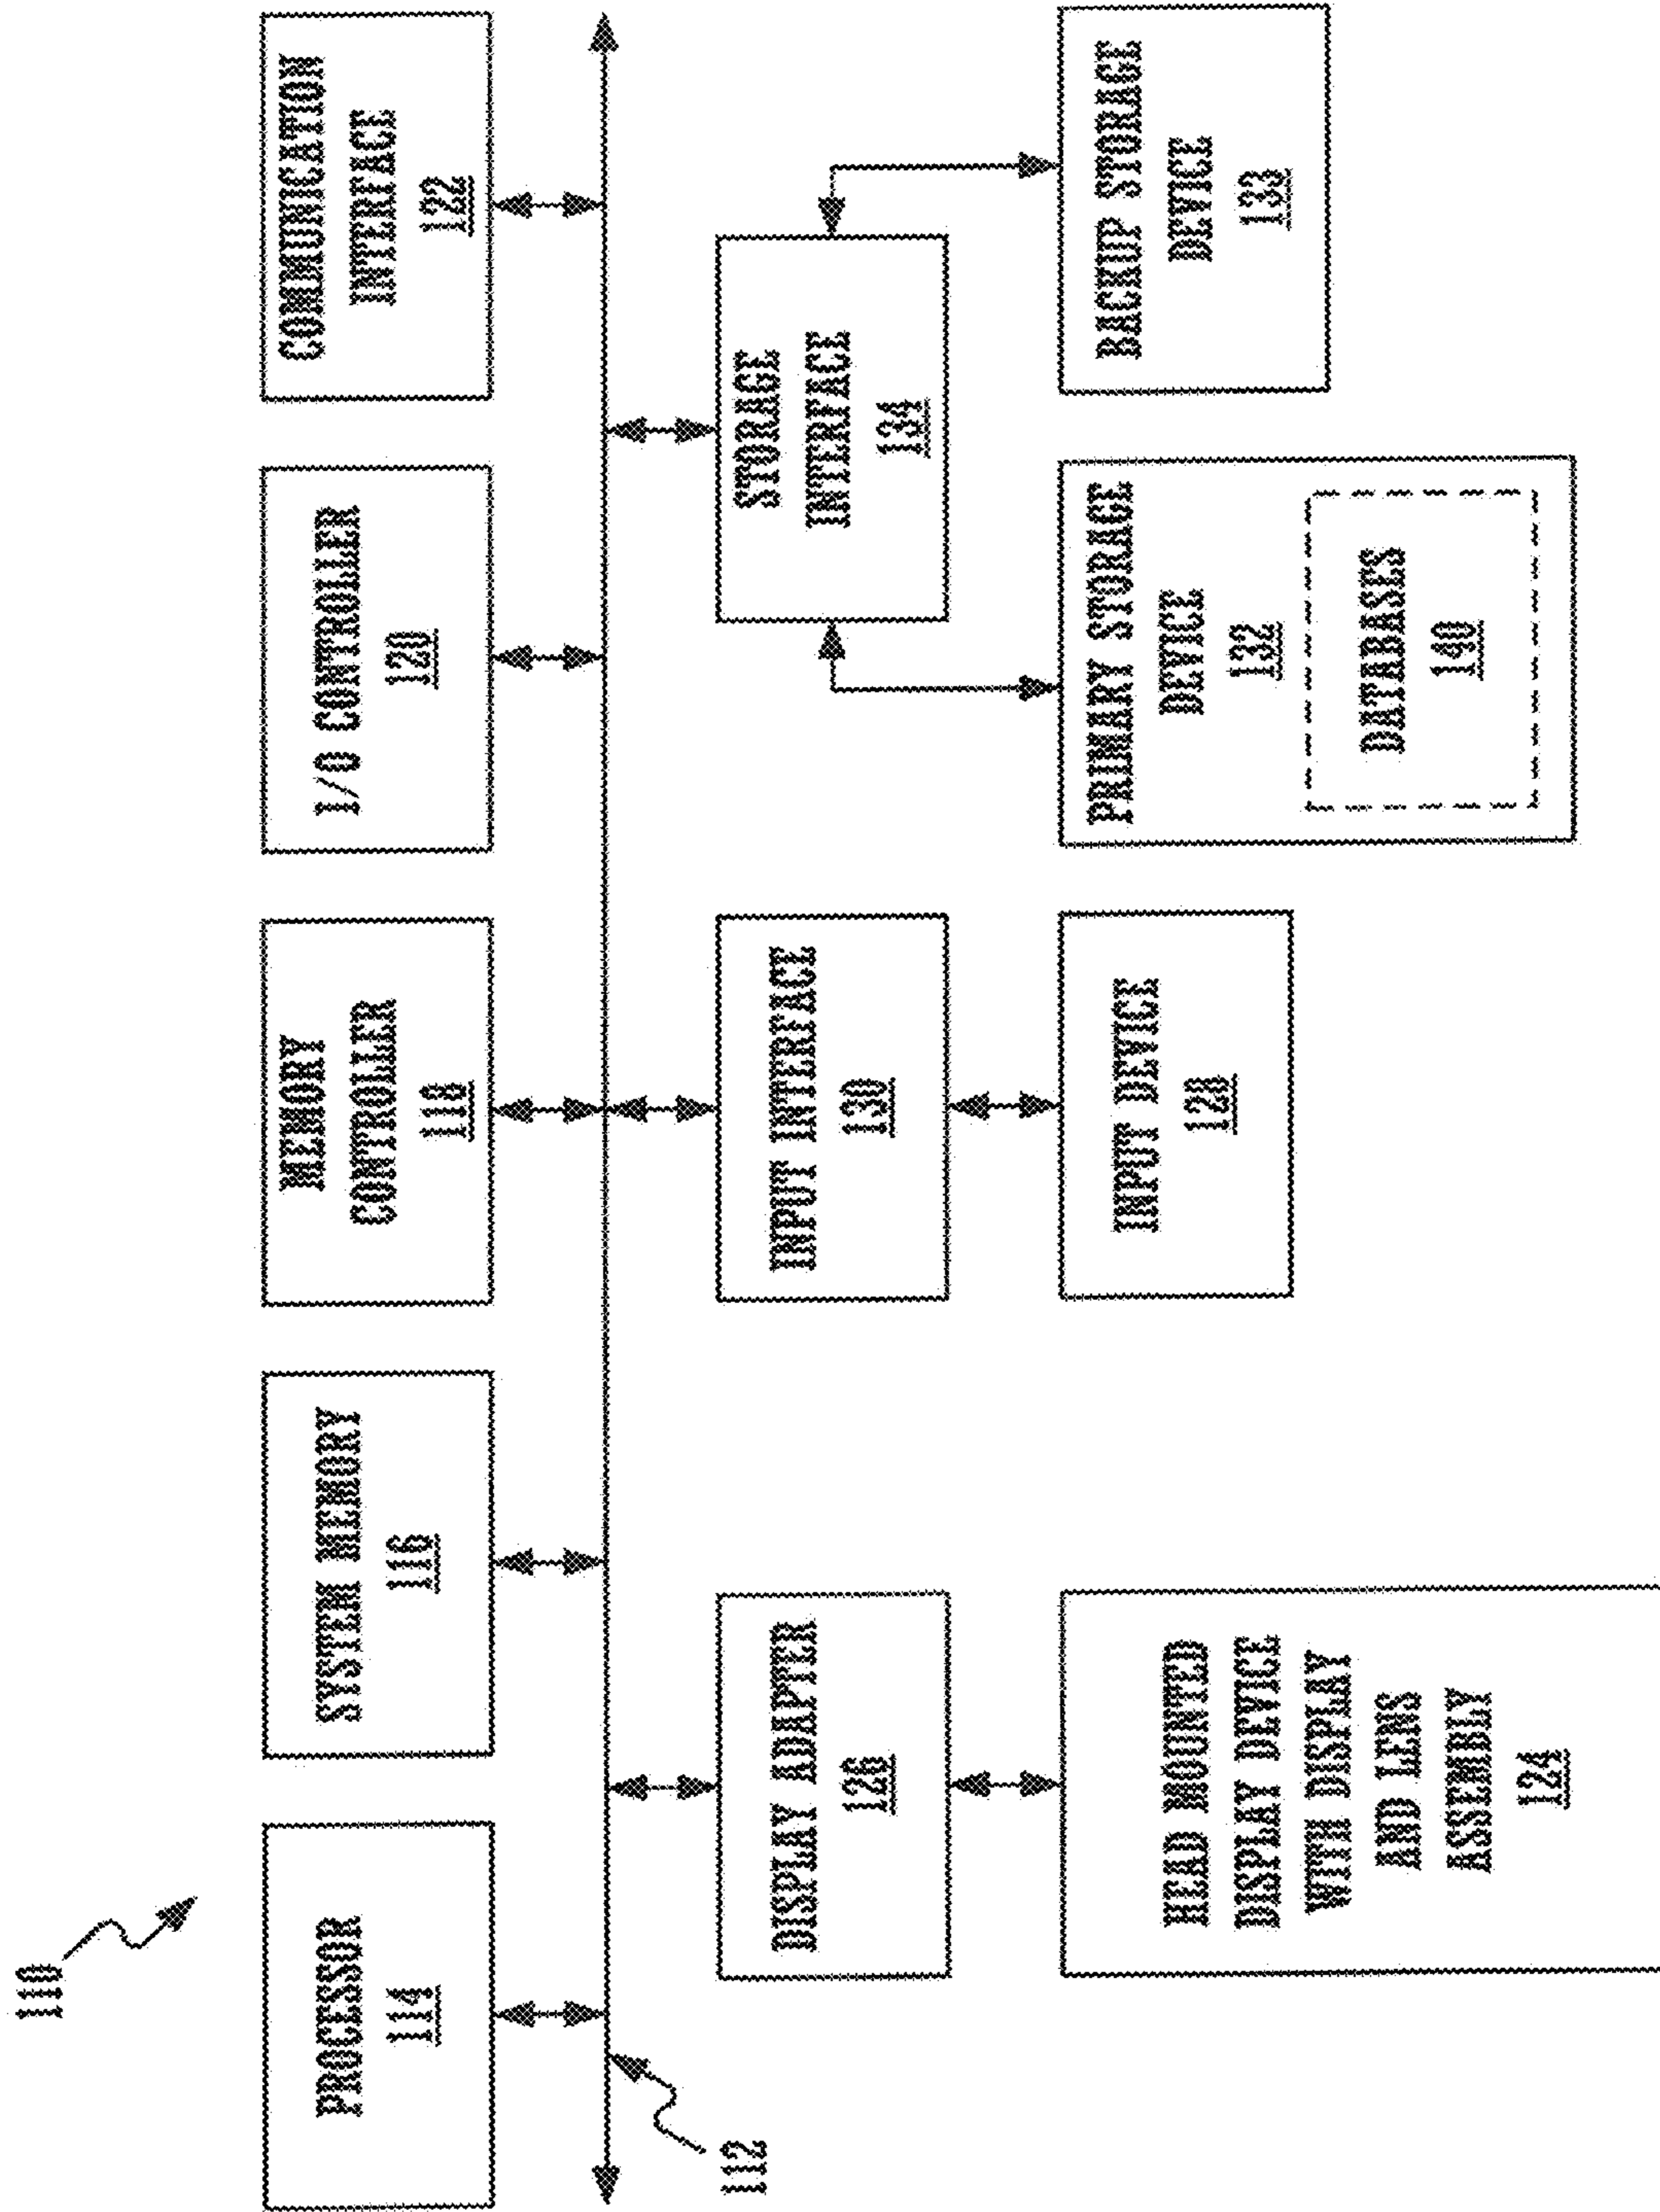 110
PROCESSOR
114
SYSTEM MEMORY
116
MEMORY
CONTROLLER
118
I/O CONTROLLER
120
COMMUNICATION
INTERFACE
122
112
DISPLAY ADAPTER
126
INPUT INTERFACE
130
STORAGE
INTERFACE
134
HEAD MOUNTED
DISPLAY DEVICE
WITH DISPLAY
AND LENS
ASSEMBLY
124
INPUT DEVICE
128
PRIMARY STORAGE
DEVICE
132
DATABASES
140
BACKUP STORAGE
DEVICE
133